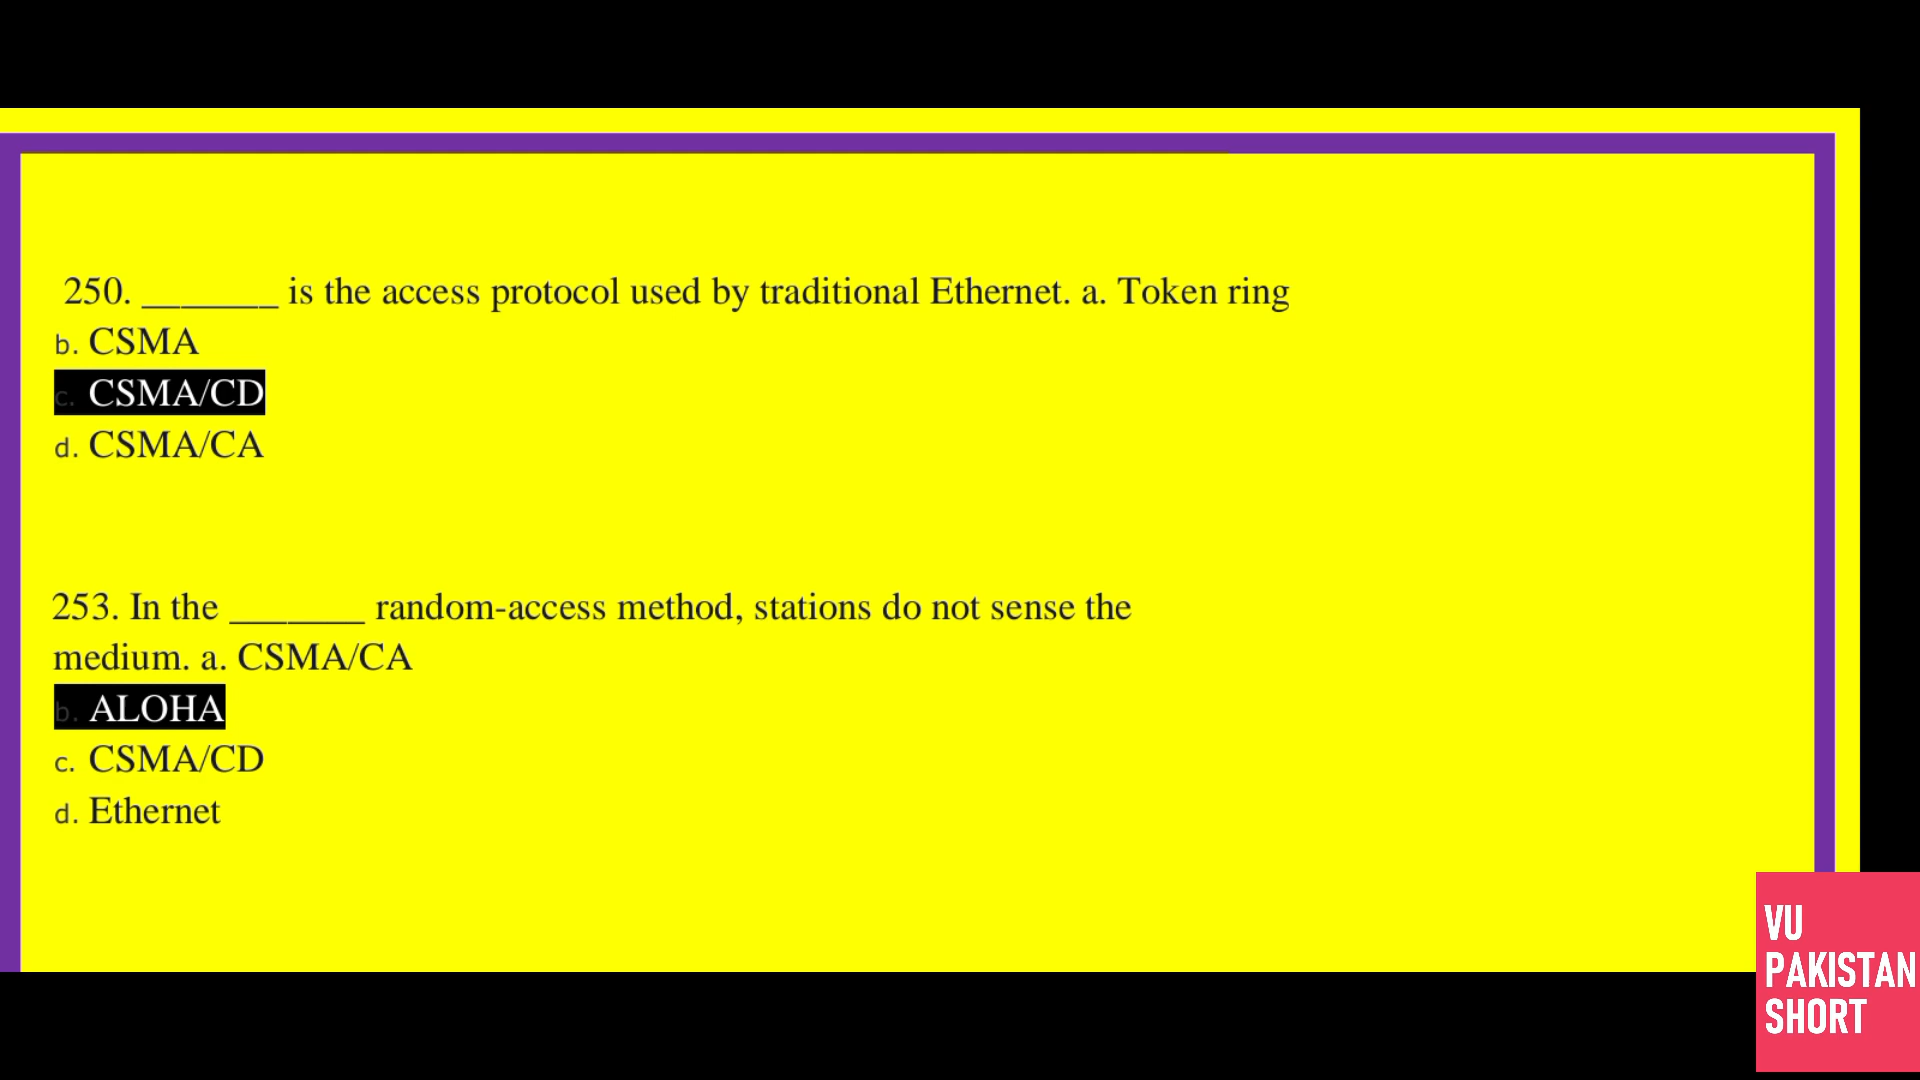 250. _______ is the access protocol used by traditional Ethernet. a. Token ring
b. CSMA
c. CSMA/CD
d. CSMA/CA
253. In the _______ random-access method, stations do not sense the
medium. a. CSMA/CA
b. ALOHA
c. CSMA/CD
d. Ethernet
VU
PAKISTAN
SHORT